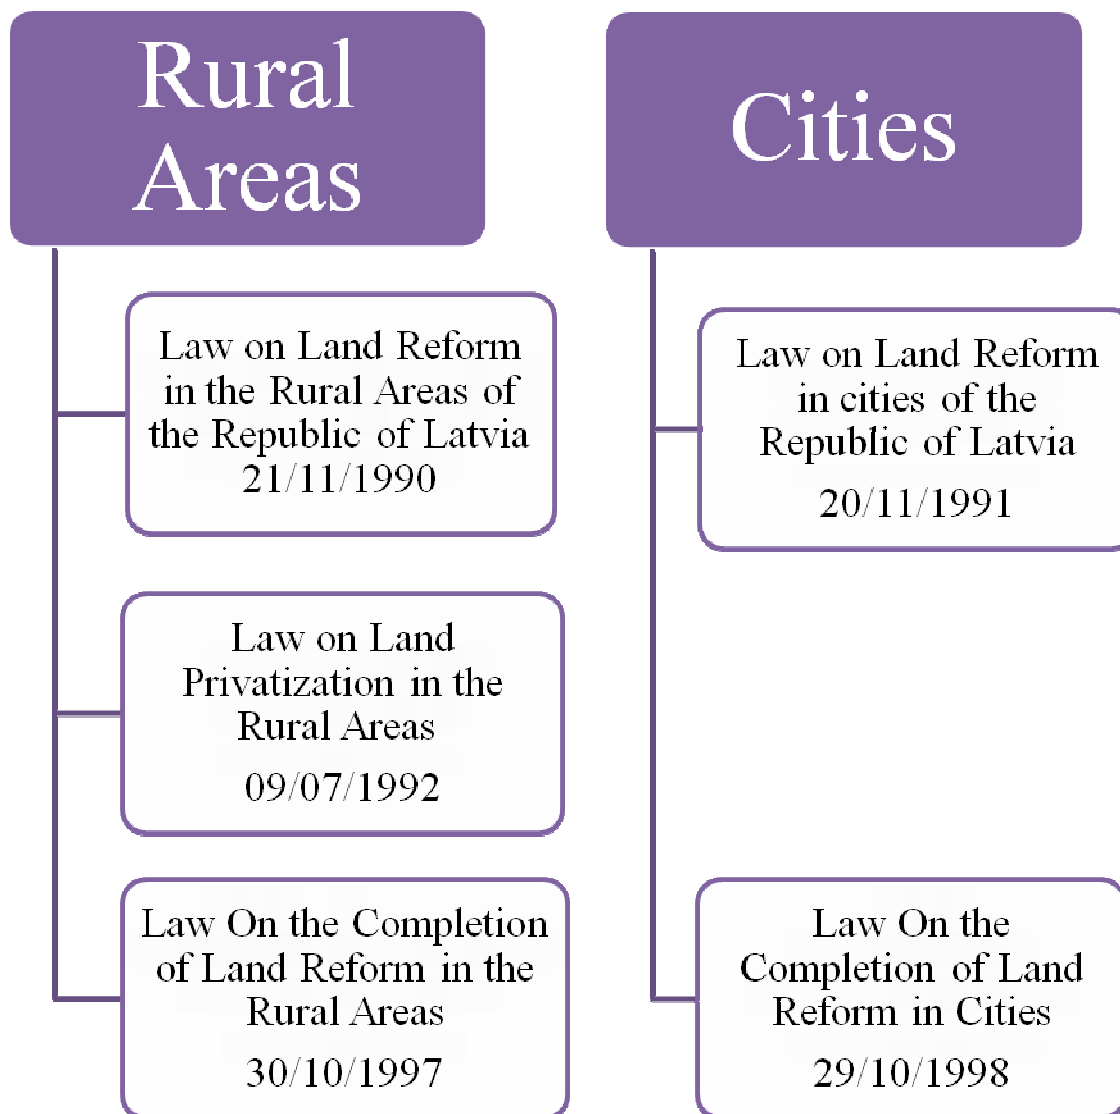 Rural
Areas
Law on Land Reform
in the Rural Areas of
the Republic of Latvia
21/11/1990
Law on Land
Privatization in the
Rural Areas
09/07/1992
Law On the Completion
of Land Reform in the
Rural Areas
30/10/1997
Cities
Law on Land Reform
in cities of the
Republic of Latvia
20/11/1991
Law On the
Completion of Land
Reform in Cities
29/10/1998